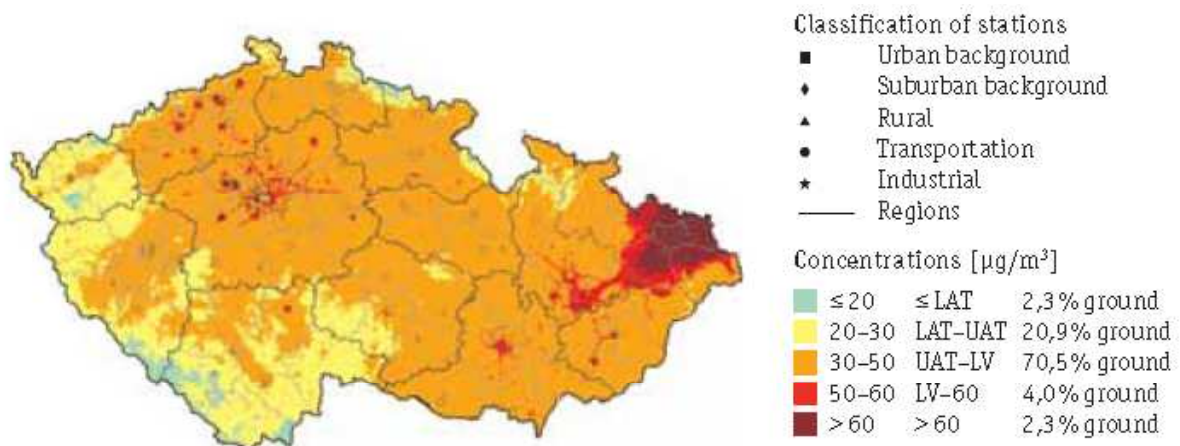 Classification of stations
Urban background
Suburban background
Rural
Transportation
Industrial
Regions
Concentrations [µg/m³]
≤20 ≤LAT 2,3% ground
20–30 LAT–UAT 20,9% ground
30–50 UAT–LV 70,5% ground
50–60 LV–60 4,0% ground
>60 >60 2,3% ground